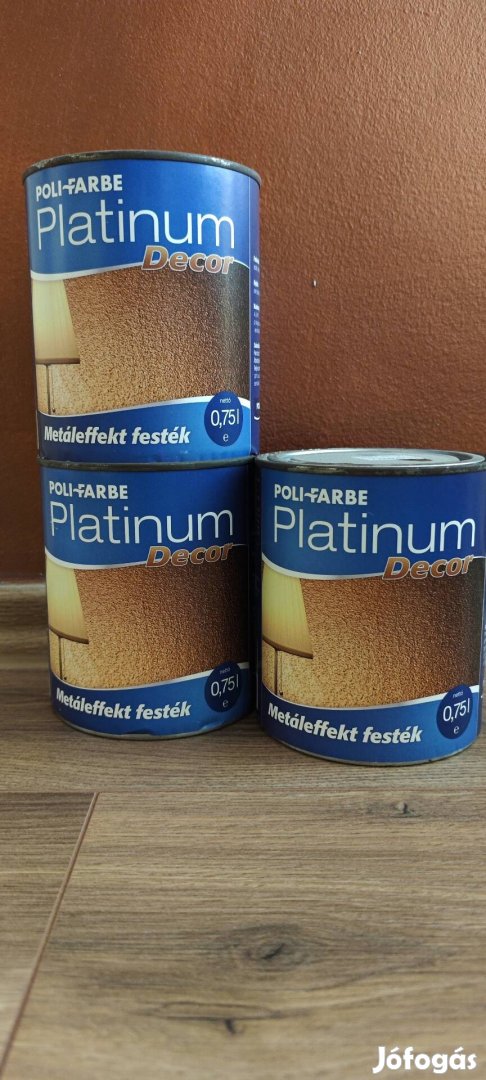 POLI-FARBE
Platinum
Decor
nettó
0,75 l
e
Metáleffekt festék
POLI-FARBE
Platinum
Decor
nettó
0,75 l
e
Metáleffekt festék
POLI-FARBE
Platinum
Decor
nettó
0,75 l
e
Metáleffekt festék
Jófogás